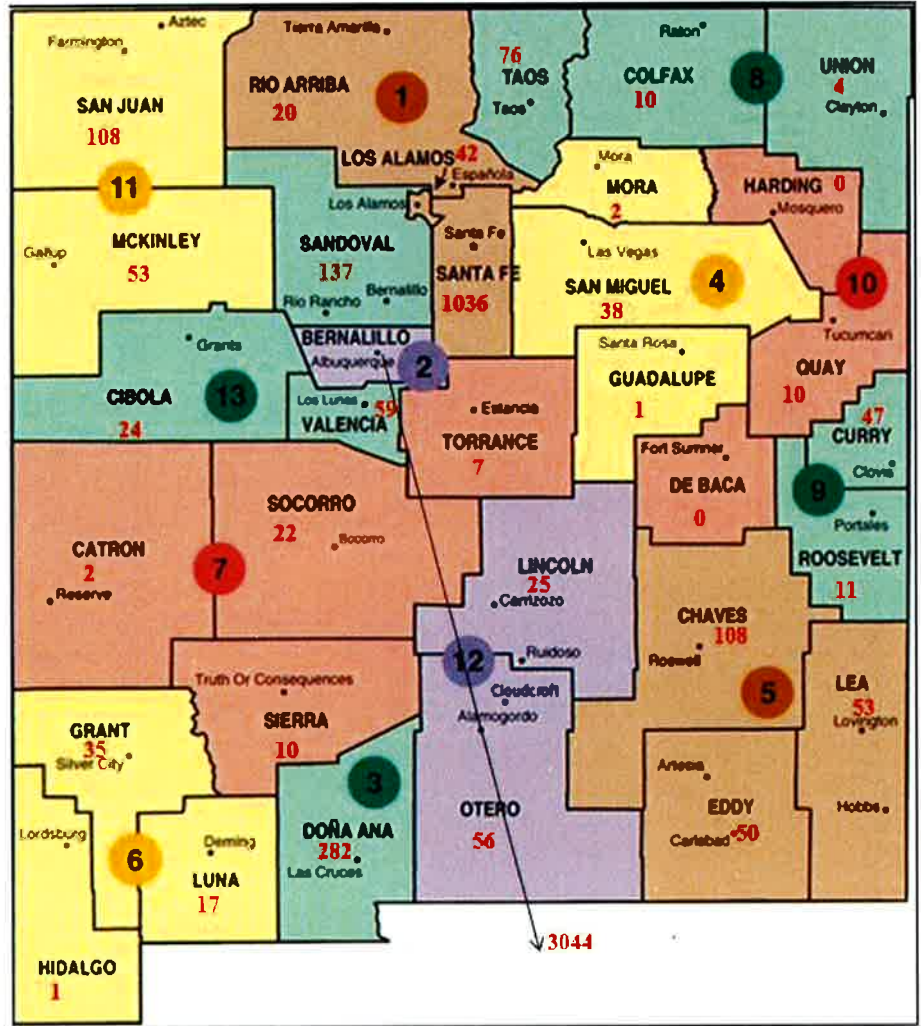 Aztec
Farmington
SAN JUAN
108
Tierra Amarilla
RIO ARRIBA
20
1
76
TAOS
Taos
Raton
COLFAX
10
8
UNION
4
Clayton
11
LOS ALAMOS 42
Española
Los Alamos
Mora
MORA
2
HARDING 0
Mosquero
Gallup
MCKINLEY
53
SANDOVAL
137
Rio Rancho
Bernalillo
Santa Fe
SANTA FE
1036
Las Vegas
SAN MIGUEL
38
4
10
Tucumcari
QUAY
10
Grants
CIBOLA
24
13
BERNALILLO
Albuquerque
2
Los Lunas
59
VALENCIA
Estancia
TORRANCE
7
Santa Rosa
GUADALUPE
1
47
CURRY
Clovis
9
Portales
ROOSEVELT
11
Fort Sumner
DE BACA
0
CATRON
2
Reserve
7
SOCORRO
22
Socorro
LINCOLN
25
Carrizozo
Ruidoso
12
CHAVES
108
Roswell
5
LEA
53
Lovington
Hobbs
Truth Or Consequences
SIERRA
10
Cloudcroft
Alamogordo
OTERO
56
Artesia
EDDY
Carlsbad 50
GRANT
35
Silver City
Lordsburg
6
Deming
LUNA
17
3
DOÑA ANA
282
Las Cruces
3044
HIDALGO
1